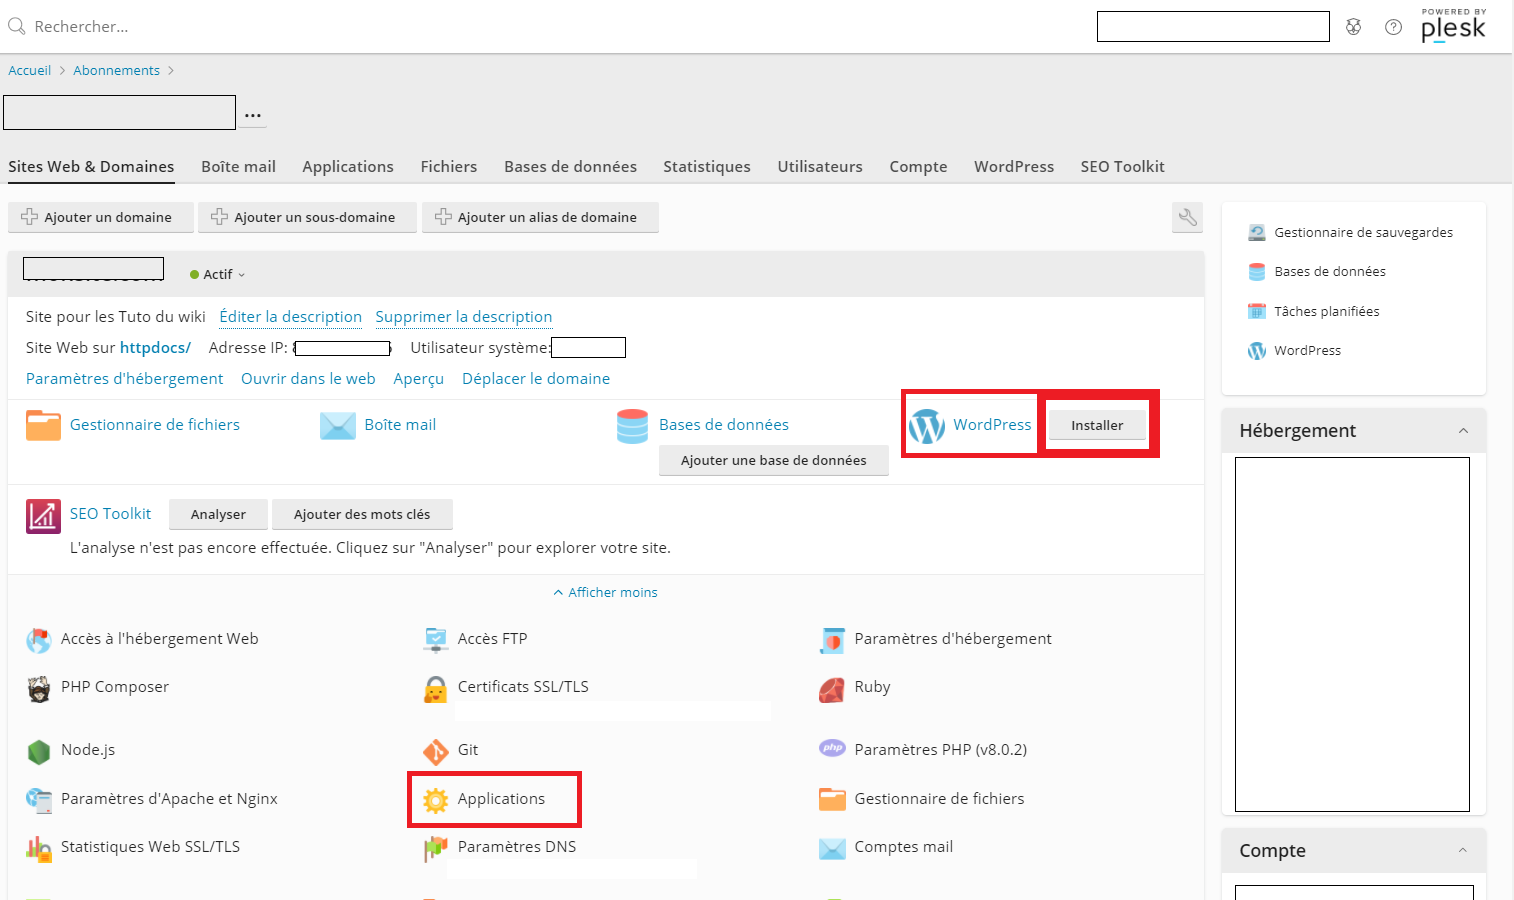 Rechercher...
POWERED BY
plesk
Accueil > Abonnements >
...
Sites Web & Domaines Boîte mail Applications Fichiers Bases de données Statistiques Utilisateurs Compte WordPress SEO Toolkit
Ajouter un domaine Ajouter un sous-domaine Ajouter un alias de domaine
Actif
Site pour les Tuto du wiki Éditer la description Supprimer la description
Site Web sur httpdocs/ Adresse IP: Utilisateur système:
Paramètres d'hébergement Ouvrir dans le web Aperçu Déplacer le domaine
Gestionnaire de fichiers Boîte mail Bases de données WordPress Installer
Ajouter une base de données
SEO Toolkit Analyser Ajouter des mots clés
L'analyse n'est pas encore effectuée. Cliquez sur "Analyser" pour explorer votre site.
Afficher moins
Accès à l'hébergement Web Accès FTP Paramètres d'hébergement
PHP Composer Certificats SSL/TLS Ruby
Node.js Git php Paramètres PHP (v8.0.2)
Paramètres d'Apache et Nginx Applications Gestionnaire de fichiers
Statistiques Web SSL/TLS Paramètres DNS Comptes mail
Gestionnaire de sauvegardes
Bases de données
Tâches planifiées
WordPress
Hébergement
Compte